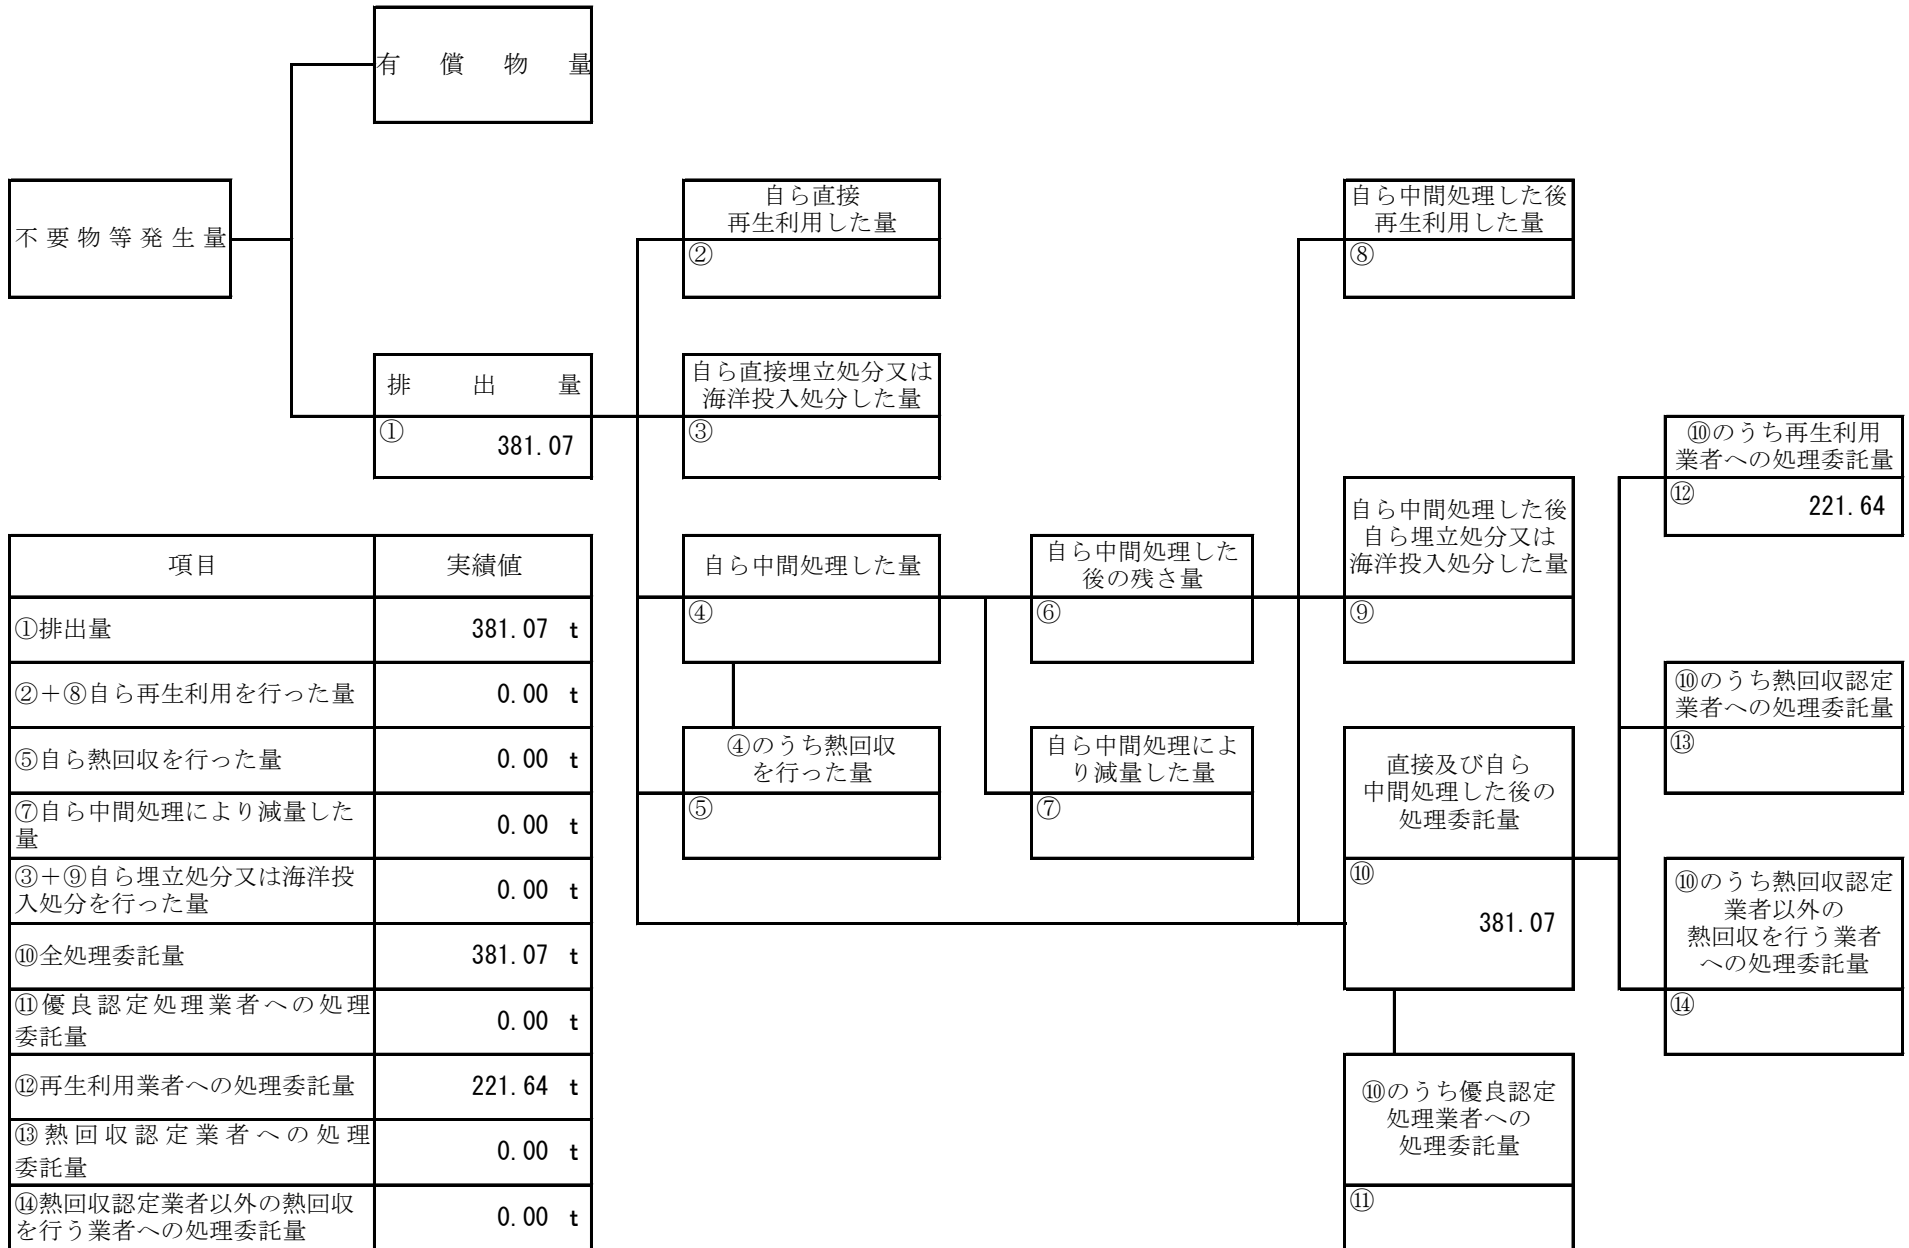 有償物量
不要物等発生量
排出量
①
381.07
自ら直接
再生利用した量
②
自ら直接埋立処分又は
海洋投入処分した量
③
自ら中間処理した量
④
④のうち熱回収
を行った量
⑤
自ら中間処理した
後の残さ量
⑥
自ら中間処理によ
り減量した量
⑦
自ら中間処理した後
再生利用した量
⑧
自ら中間処理した後
自ら埋立処分又は
海洋投入処分した量
⑨
直接及び自ら
中間処理した後の
処理委託量
⑩
381.07
⑩のうち優良認定
処理業者への
処理委託量
⑪
⑩のうち再生利用
業者への処理委託量
⑫
221.64
⑩のうち熱回収認定
業者への処理委託量
⑬
⑩のうち熱回収認定
業者以外の
熱回収を行う業者
への処理委託量
⑭
項目 実績値
①排出量 381.07 t
②＋⑧自ら再生利用を行った量 0.00 t
⑤自ら熱回収を行った量 0.00 t
⑦自ら中間処理により減量した
量 0.00 t
③＋⑨自ら埋立処分又は海洋投
入処分を行った量 0.00 t
⑩全処理委託量 381.07 t
⑪優良認定処理業者への処理
委託量 0.00 t
⑫再生利用業者への処理委託量 221.64 t
⑬熱回収認定業者への処理
委託量 0.00 t
⑭熱回収認定業者以外の熱回収
を行う業者への処理委託量 0.00 t